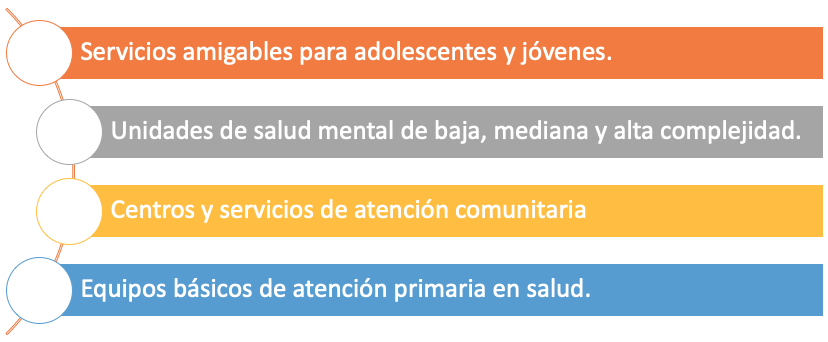 Servicios amigables para adolescentes y jóvenes.
Unidades de salud mental de baja, mediana y alta complejidad.
Centros y servicios de atención comunitaria
Equipos básicos de atención primaria en salud.